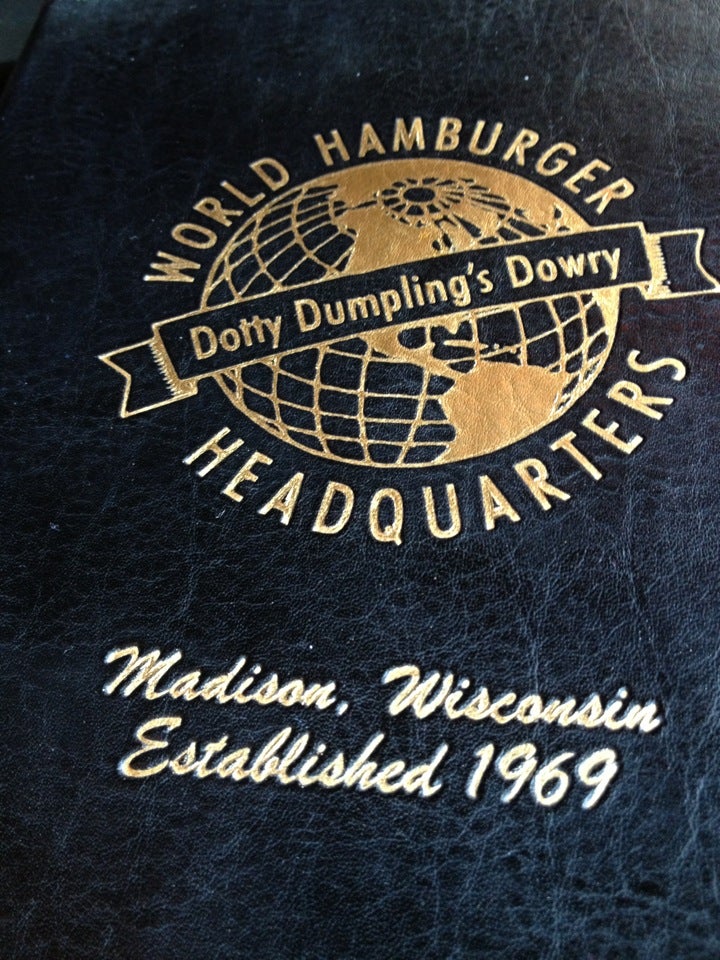 WORLD HAMBURGER
Dotty Dumpling's Dowry
HEADQUARTERS
Madison, Wisconsin
Established 1969